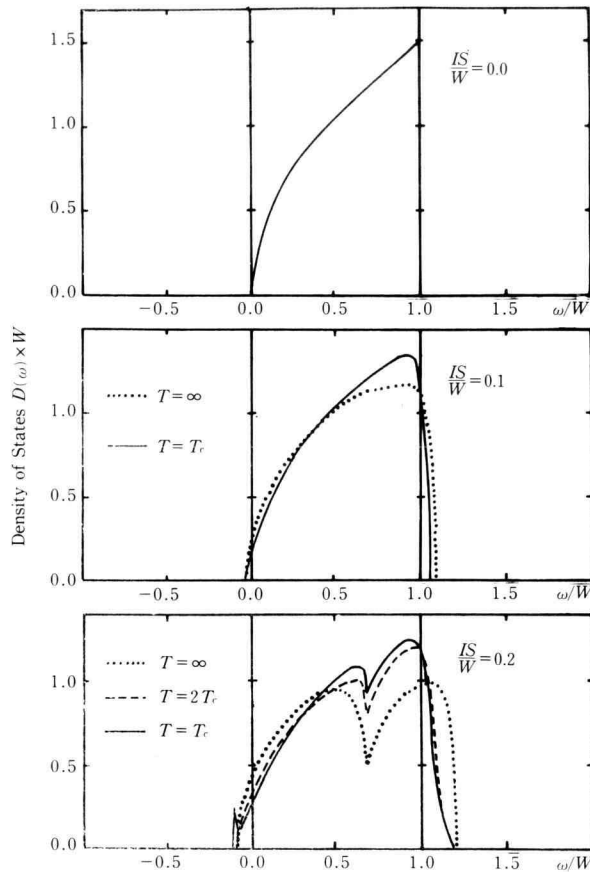 Density of States D(ω)×W
1.5
1.0
0.5
0.0
IS/W = 0.0
−0.5
0.0
0.5
1.0
1.5
ω/W
1.0
0.5
0.0
T = ∞
T = Tc
IS/W = 0.1
−0.5
0.0
0.5
1.0
1.5
ω/W
1.0
0.5
0.0
T = ∞
T = 2Tc
T = Tc
IS/W = 0.2
−0.5
0.0
0.5
1.0
1.5
ω/W